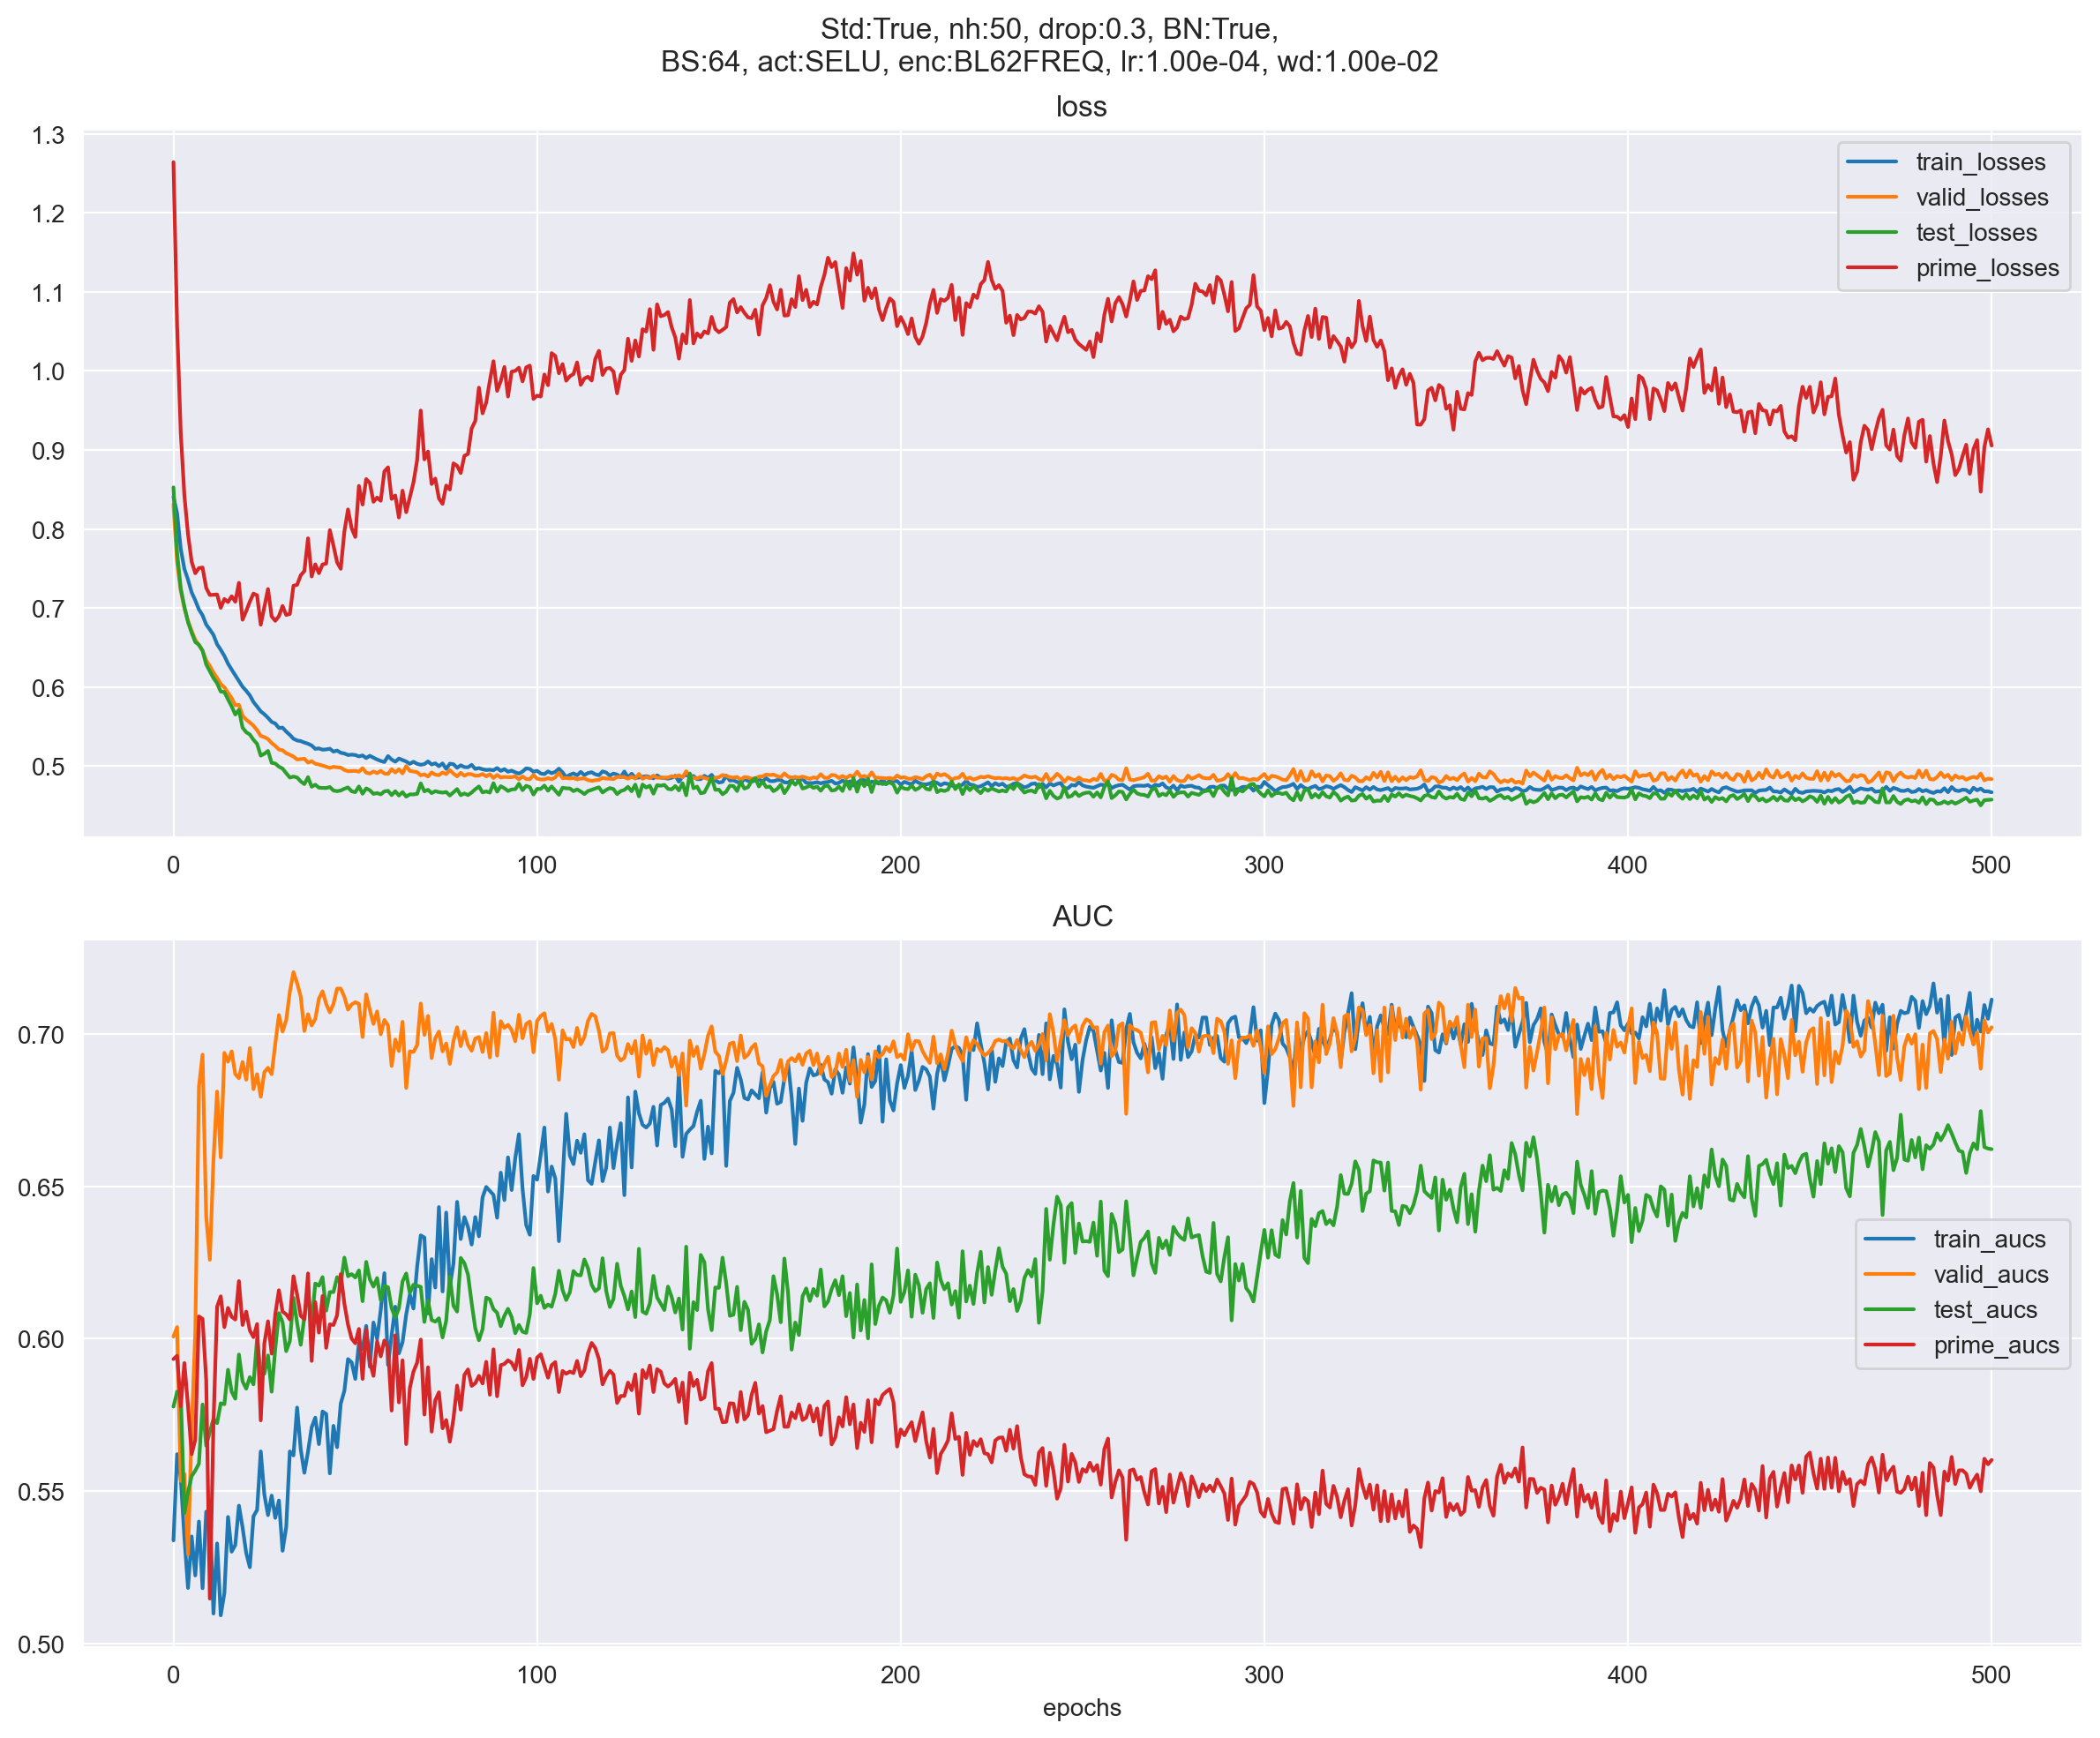 Std:True, nh:50, drop:0.3, BN:True,
BS:64, act:SELU, enc:BL62FREQ, lr:1.00e-04, wd:1.00e-02
loss
1.3
1.2
1.1
1.0
0.9
0.8
0.7
0.6
0.5
train_losses
valid_losses
test_losses
prime_losses
0 100 200 300 400 500
AUC
0.70
0.65
0.60
0.55
0.50
train_aucs
valid_aucs
test_aucs
prime_aucs
0 100 200 300 400 500
epochs